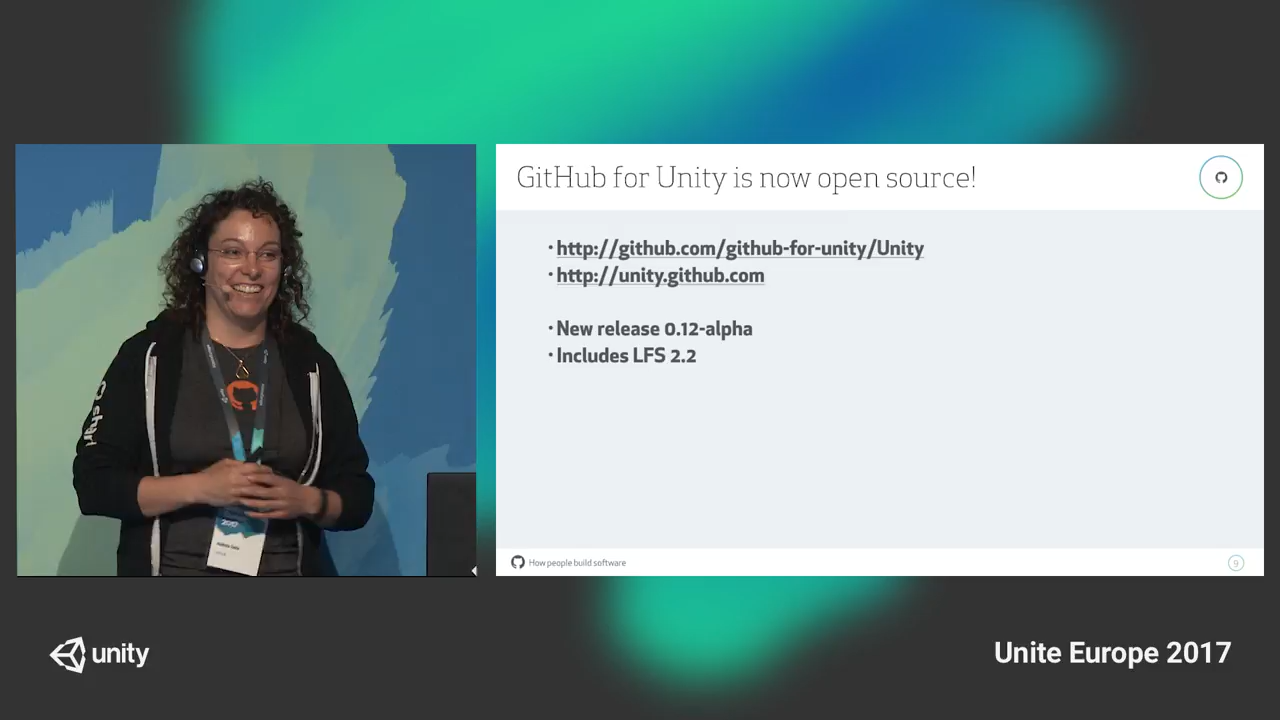 GitHub for Unity is now open source!
· http://github.com/github-for-unity/Unity
· http://unity.github.com
· New release 0.12-alpha
· Includes LFS 2.2
How people build software
9
unity
Unite Europe 2017